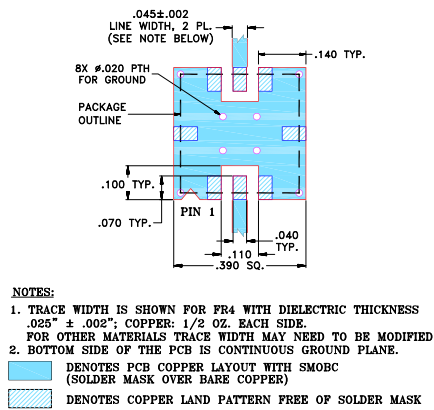 .045±.002
LINE WIDTH, 2 PL.
(SEE NOTE BELOW)
.140 TYP.
8X ø.020 PTH
FOR GROUND
PACKAGE
OUTLINE
.100 TYP.
.070 TYP.
PIN 1
.040
TYP.
.110
.390 SQ.
NOTES:
1. TRACE WIDTH IS SHOWN FOR FR4 WITH DIELECTRIC THICKNESS
.025" ± .002"; COPPER: 1/2 OZ. EACH SIDE.
FOR OTHER MATERIALS TRACE WIDTH MAY NEED TO BE MODIFIED
2. BOTTOM SIDE OF THE PCB IS CONTINUOUS GROUND PLANE.
DENOTES PCB COPPER LAYOUT WITH SMOBC
(SOLDER MASK OVER BARE COPPER)
DENOTES COPPER LAND PATTERN FREE OF SOLDER MASK